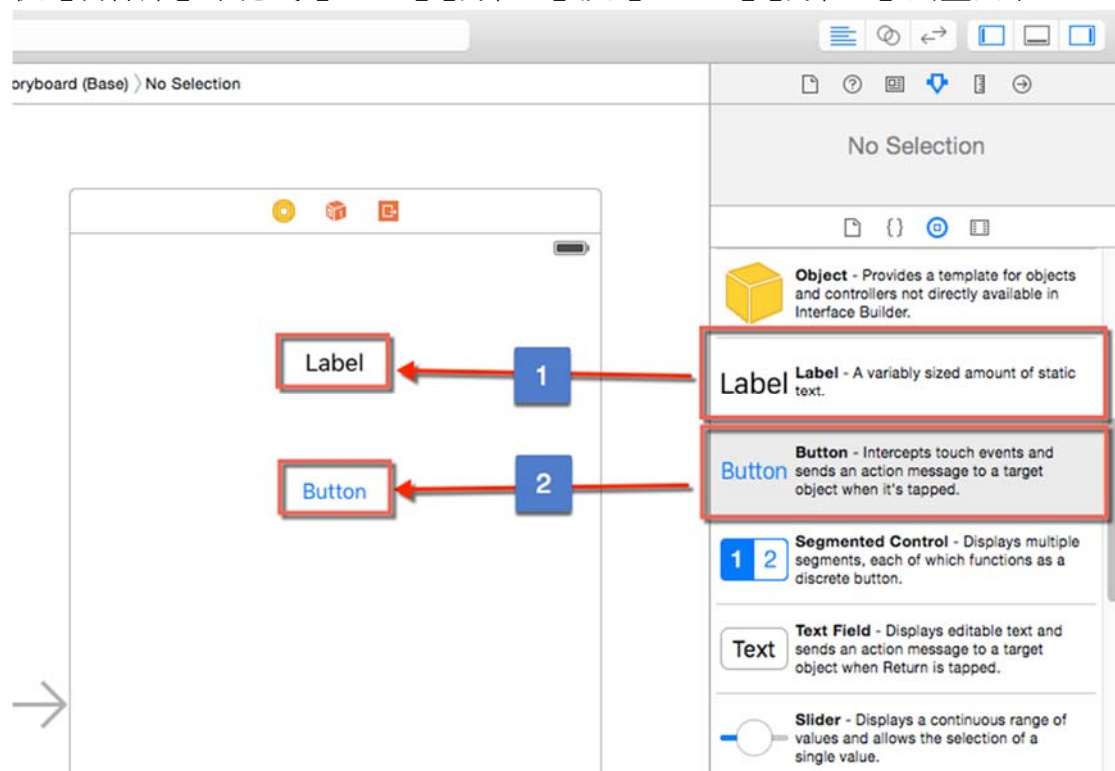 oryboard (Base) 〉No Selection
No Selection
Label
Button
1
2
Object - Provides a template for objects
and controllers not directly available in
Interface Builder.
Label
Label - A variably sized amount of static
text.
Button
Button - Intercepts touch events and
sends an action message to a target
object when it's tapped.
1 2
Segmented Control - Displays multiple
segments, each of which functions as a
discrete button.
Text
Text Field - Displays editable text and
sends an action message to a target
object when Return is tapped.
Slider - Displays a continuous range of
values and allows the selection of a
single value.